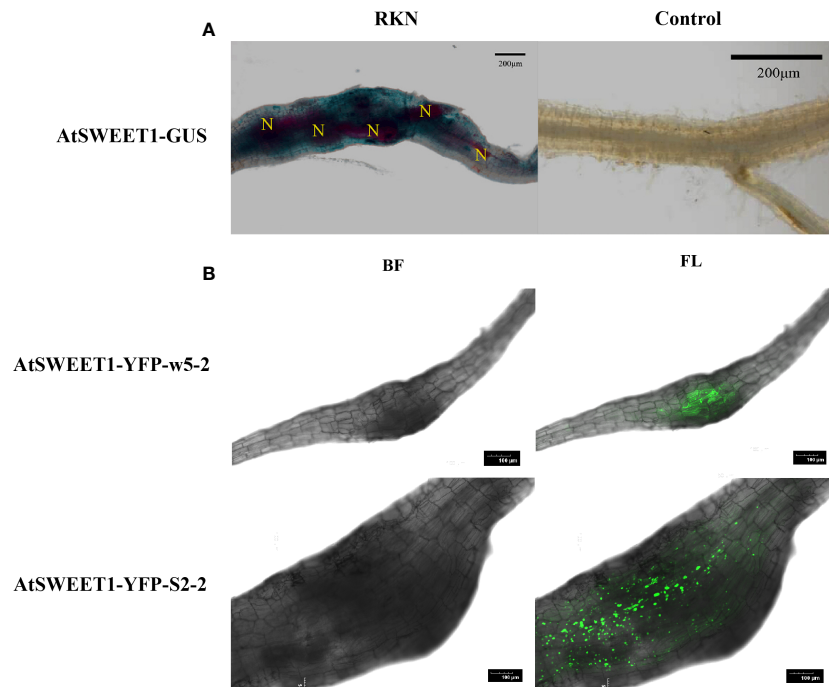 A
RKN
Control
200μm
200μm
AtSWEET1-GUS
N
N
N
N
N
B
BF
FL
AtSWEET1-YFP-w5-2
100 μm
100 μm
AtSWEET1-YFP-S2-2
100 μm
100 μm